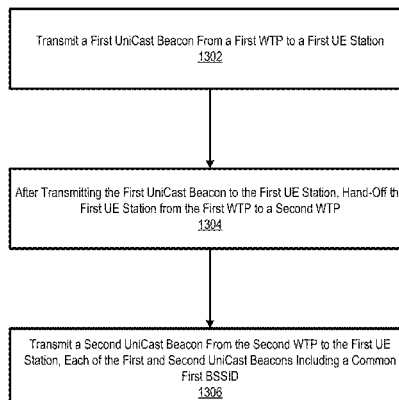 Transmit a First UniCast Beacon From a First WTP to a First UE Station
1302
After Transmitting the First UniCast Beacon to the First UE Station, Hand-Off th
First UE Station from the First WTP to a Second WTP
1304
Transmit a Second UniCast Beacon From the Second WTP to the First UE
Station, Each of the First and Second UniCast Beacons Including a Common
First BSSID
1306